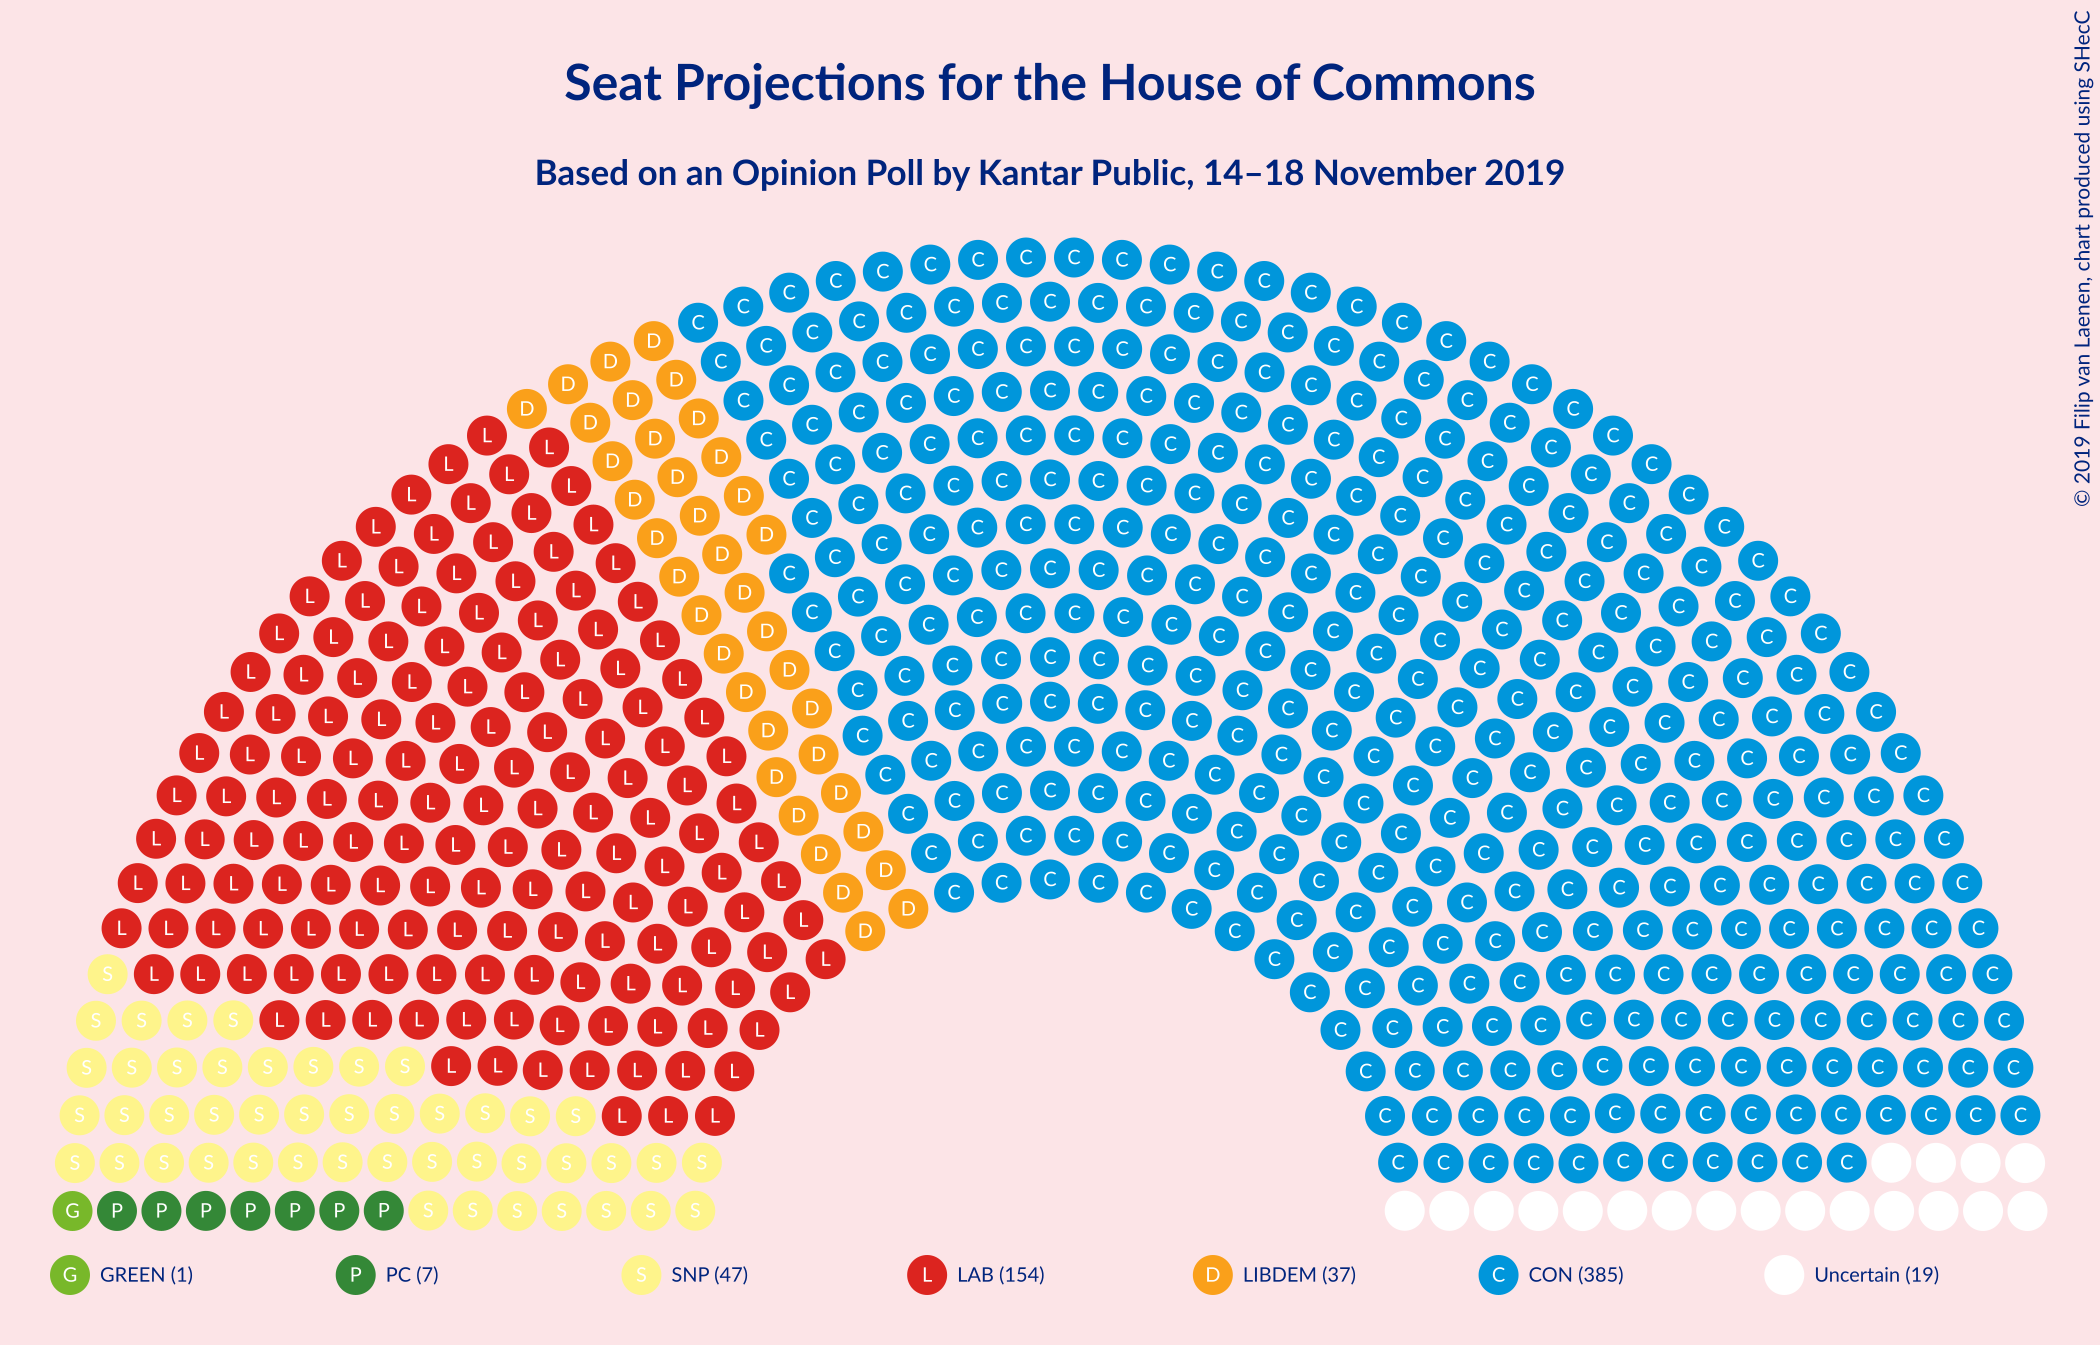 Seat Projections for the House of Commons
Based on an Opinion Poll by Kantar Public, 14–18 November 2019
© 2019 Filip van Laenen, chart produced using SHecC
G GREEN (1)
P PC (7)
S SNP (47)
L LAB (154)
D LIBDEM (37)
C CON (385)
Uncertain (19)